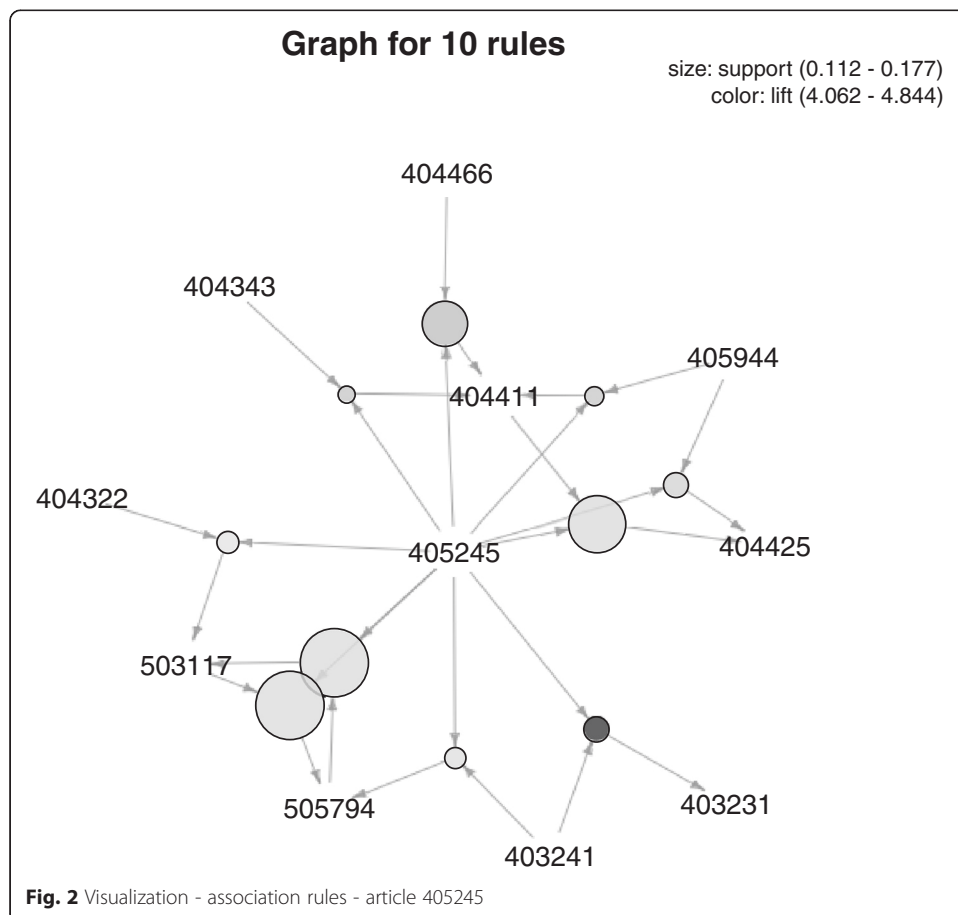 Graph for 10 rules
size: support (0.112 - 0.177)
color: lift (4.062 - 4.844)
404466
404343
405944
404411
404322
405245
404425
503117
505794
403231
403241
Fig. 2 Visualization - association rules - article 405245